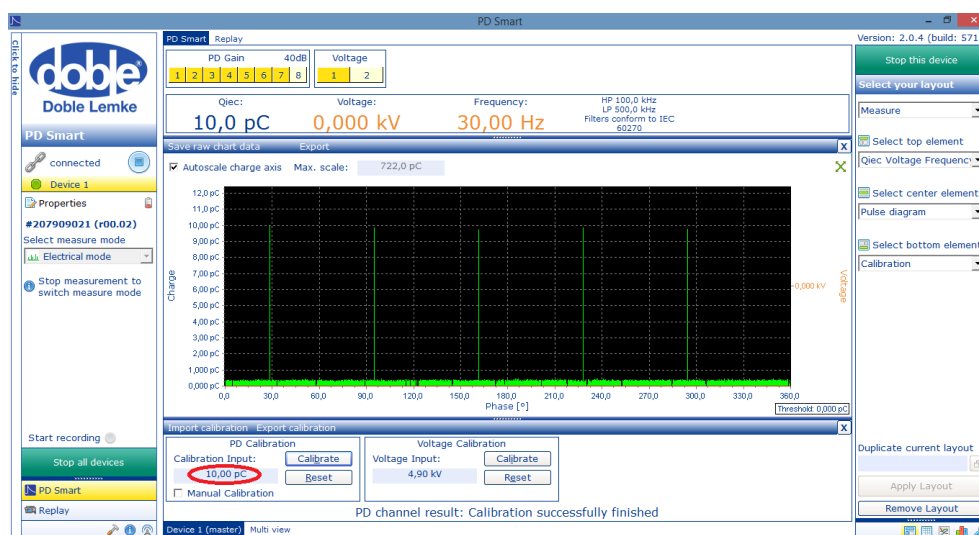 PD Smart
Click to hide
doble
Doble Lemke
PD Smart
connected
Device 1
Properties
#207909021 (r00.02)
Select measure mode
Electrical mode
Stop measurement to
switch measure mode
Start recording
Stop all devices
PD Smart
Replay
PD Smart Replay
PD Gain 40dB
1 2 3 4 5 6 7 8
Voltage
1 2
Qiec: Voltage: Frequency:
10,0 pC 0,000 kV 30,00 Hz
HP 100,0 kHz
LP 500,0 kHz
Filters conform to IEC
60270
Save raw chart data Export X
Autoscale charge axis Max. scale: 722,0 pC
Charge
12,0 pC
11,0 pC
10,00 pC
9,00 pC
8,00 pC
7,00 pC
6,00 pC
5,00 pC
4,00 pC
3,00 pC
2,00 pC
1,000 pC
0,000 pC
0,000 kV
Voltage
0,0 30,0 60,0 90,0 120,0 150,0 180,0 210,0 240,0 270,0 300,0 330,0 360,0
Phase [°]
Threshold: 0,000 pC
Import calibration Export calibration X
PD Calibration
Calibration Input: Calibrate
10,00 pC Reset
Manual Calibration
Voltage Calibration
Voltage Input: Calibrate
4,90 kV Reset
PD channel result: Calibration successfully finished
Device 1 (master) Multi view
Version: 2.0.4 (build: 571
Stop this device
Select your layout
Measure
Select top element
Qiec Voltage Frequency
Select center element
Pulse diagram
Select bottom element
Calibration
Duplicate current layout
Apply Layout
Remove Layout